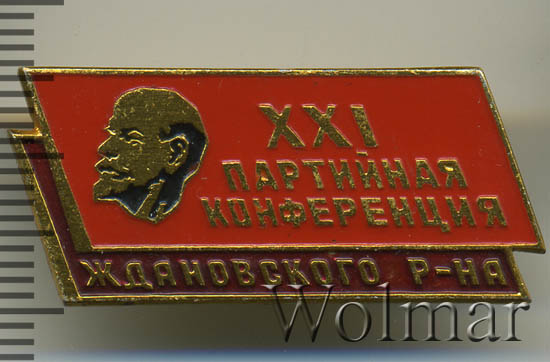 XXI
ПАРТИЙНАЯ
КОНФЕРЕНЦИЯ
ЖДАНОВСКОГО Р-НА
Wolmar